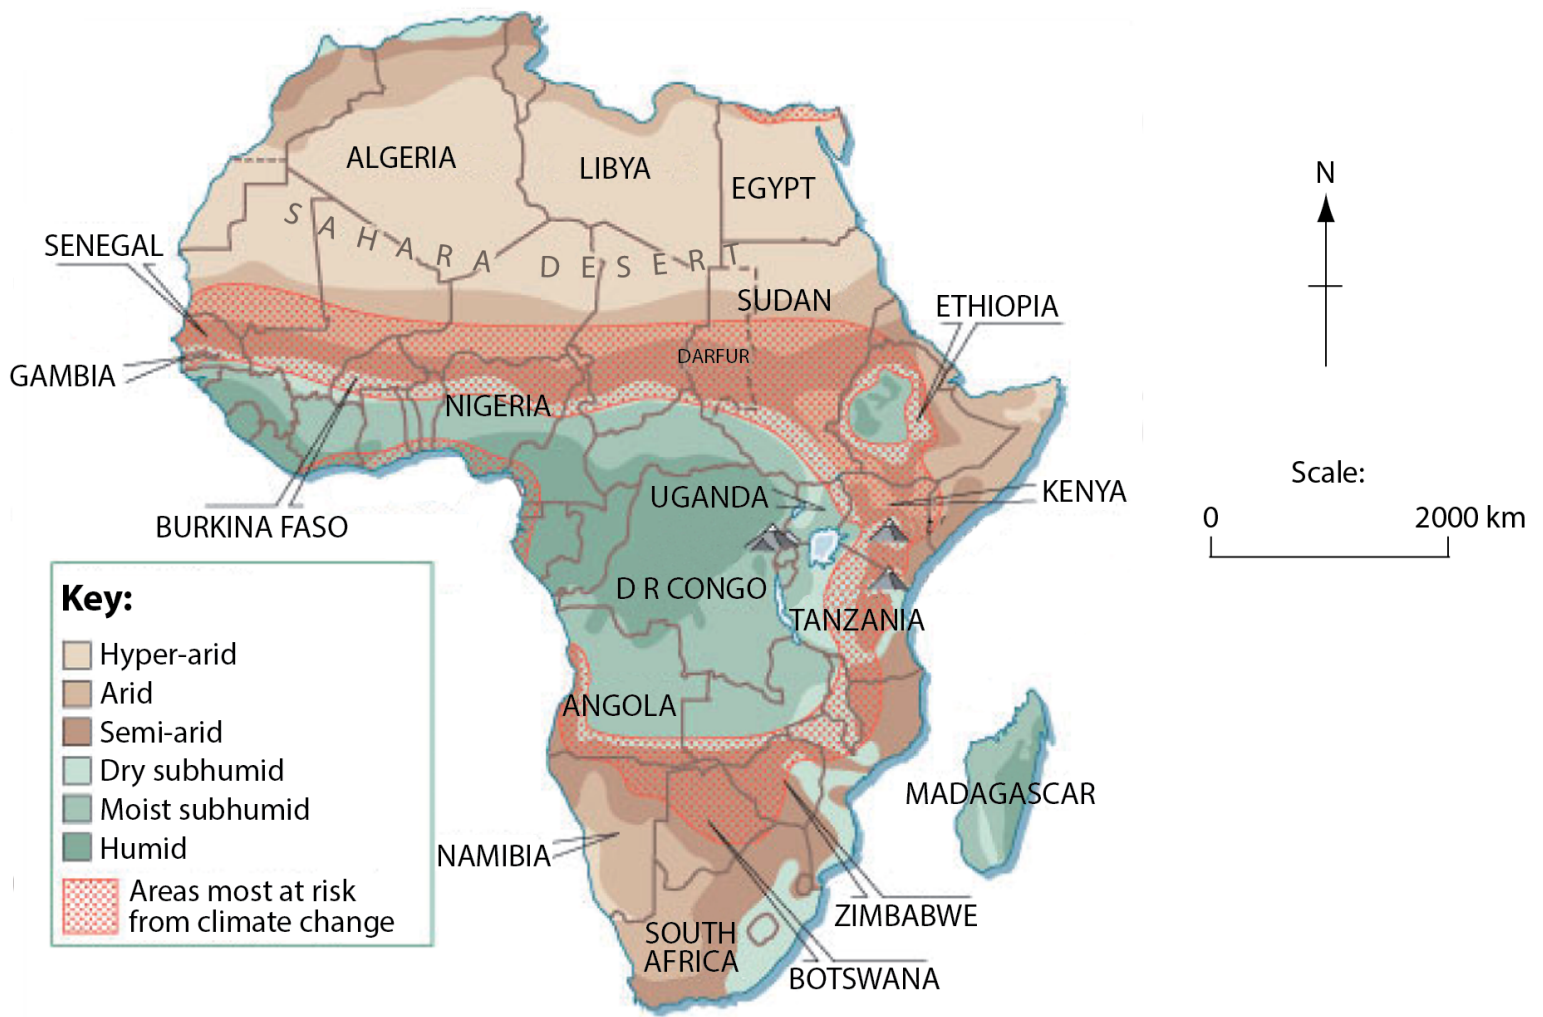 ALGERIA
LIBYA
EGYPT
SAHARA DESERT
SENEGAL
SUDAN
ETHIOPIA
DARFUR
GAMBIA
NIGERIA
BURKINA FASO
UGANDA
KENYA
D R CONGO
TANZANIA
ANGOLA
MADAGASCAR
NAMIBIA
ZIMBABWE
SOUTH
AFRICA
BOTSWANA
Key:
Hyper-arid
Arid
Semi-arid
Dry subhumid
Moist subhumid
Humid
Areas most at risk
from climate change
N
Scale:
0 2000 km